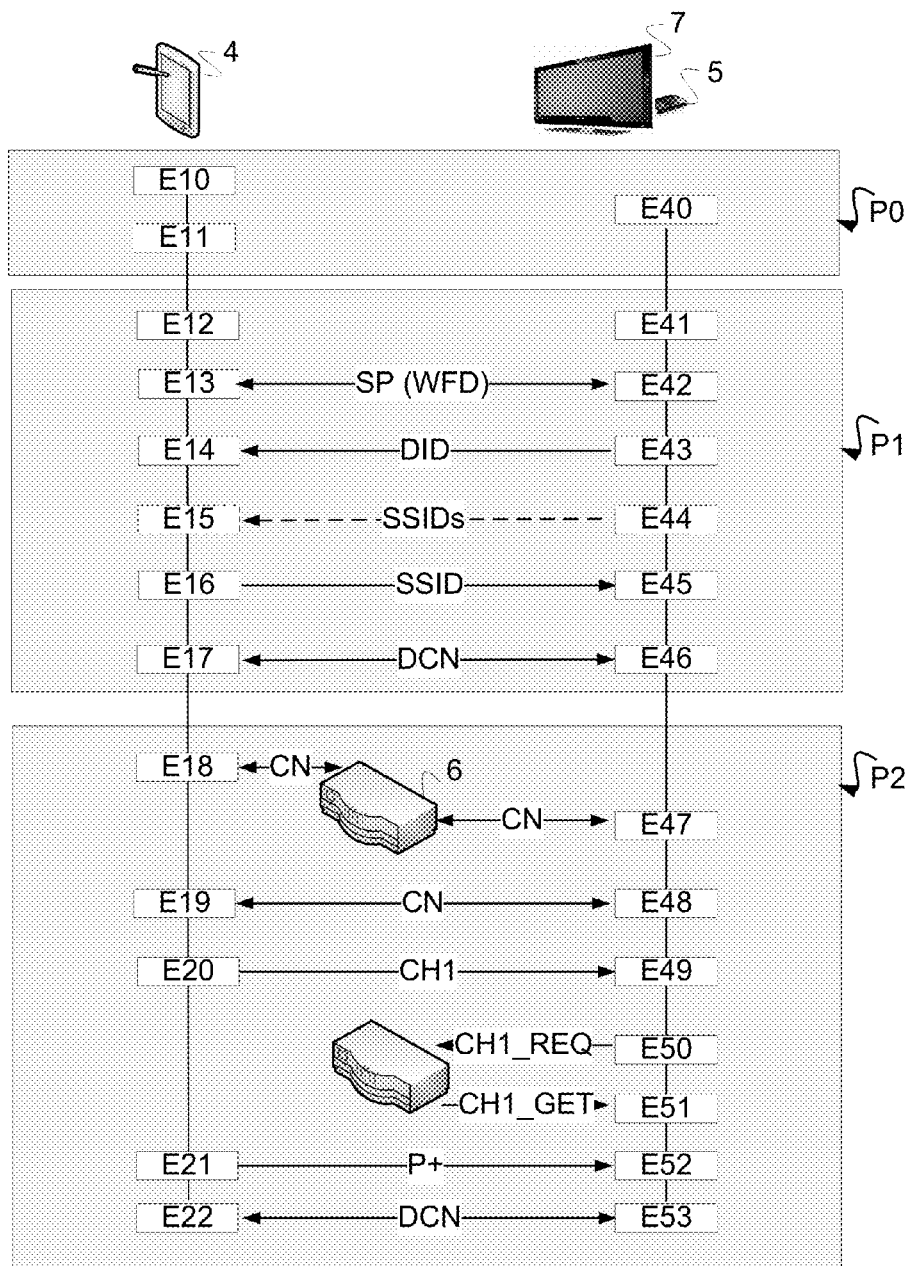 4
7
5
E10
E40
P0
E11
E12
E41
E13 SP (WFD) E42
E14 DID E43
P1
E15 SSIDs E44
E16 SSID E45
E17 DCN E46
E18 CN 6
P2
CN E47
E19 CN E48
E20 CH1 E49
CH1_REQ E50
CH1_GET E51
E21 P+ E52
E22 DCN E53